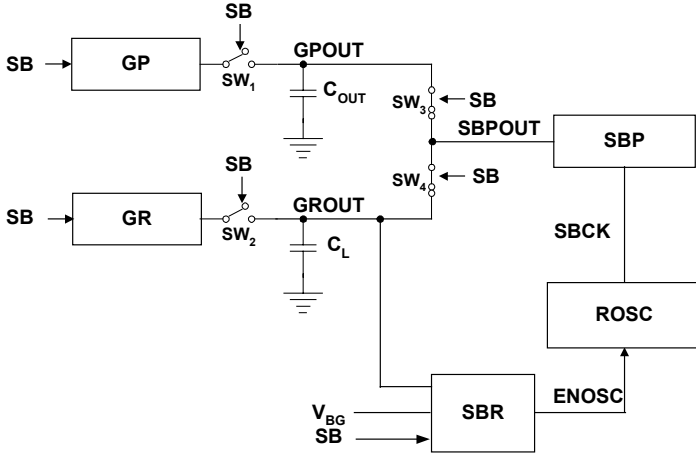 SB
SB
GP
SW1
GPOUT
COUT
SW3
SB
SBPOUT
SBP
SB
SB
GR
SW2
GROUT
CL
SW4
SB
SBCK
ROSC
ENOSC
VBG
SB
SBR